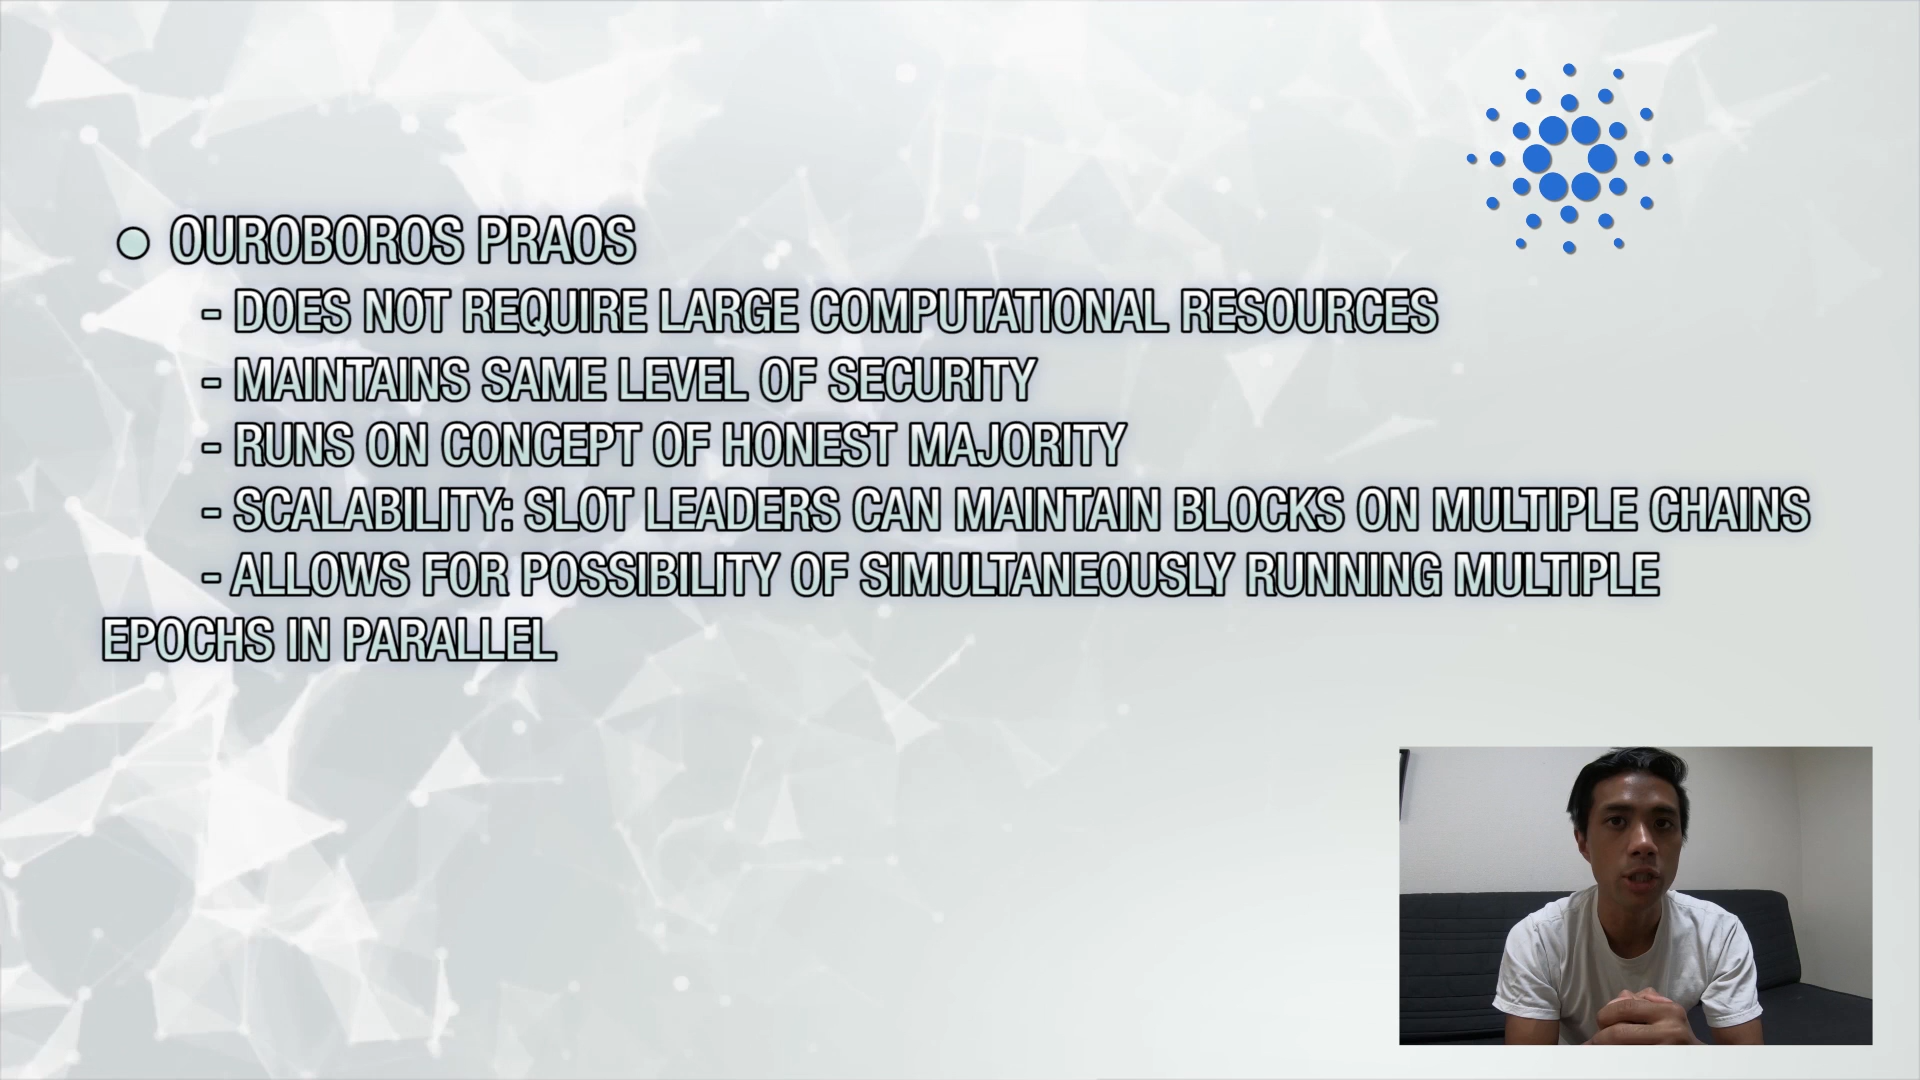 ● OUROBOROS PRAOS
- DOES NOT REQUIRE LARGE COMPUTATIONAL RESOURCES
- MAINTAINS SAME LEVEL OF SECURITY
- RUNS ON CONCEPT OF HONEST MAJORITY
- SCALABILITY: SLOT LEADERS CAN MAINTAIN BLOCKS ON MULTIPLE CHAINS
- ALLOWS FOR POSSIBILITY OF SIMULTANEOUSLY RUNNING MULTIPLE
EPOCHS IN PARALLEL